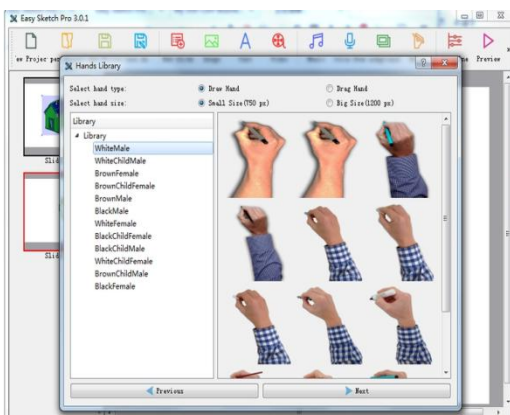 Easy Sketch Pro 3.0.1
Preview
Hands Library
Select hand type: Draw Hand Drag Hand
Select hand size: Small Size(750 px) Big Size(1200 px)
Library
Library
WhiteMale
WhiteChildMale
BrownFemale
BrownChildFemale
BrownMale
BlackMale
WhiteFemale
BlackChildFemale
BlackChildMale
WhiteChildFemale
BrownChildMale
BlackFemale
Slid
Slid
Previous Next